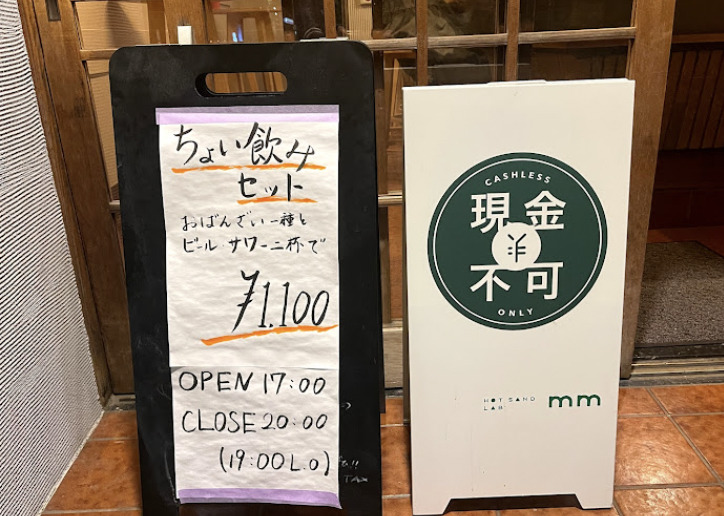 ちょい飲み
セット
おばんざい一種と
ビール サワー二杯で
¥1.100
OPEN 17:00
CLOSE 20:00
(19:00 L.O)
TAX
CASHLESS
現金
¥
不可
ONLY
HOT SAND
LAB
mm